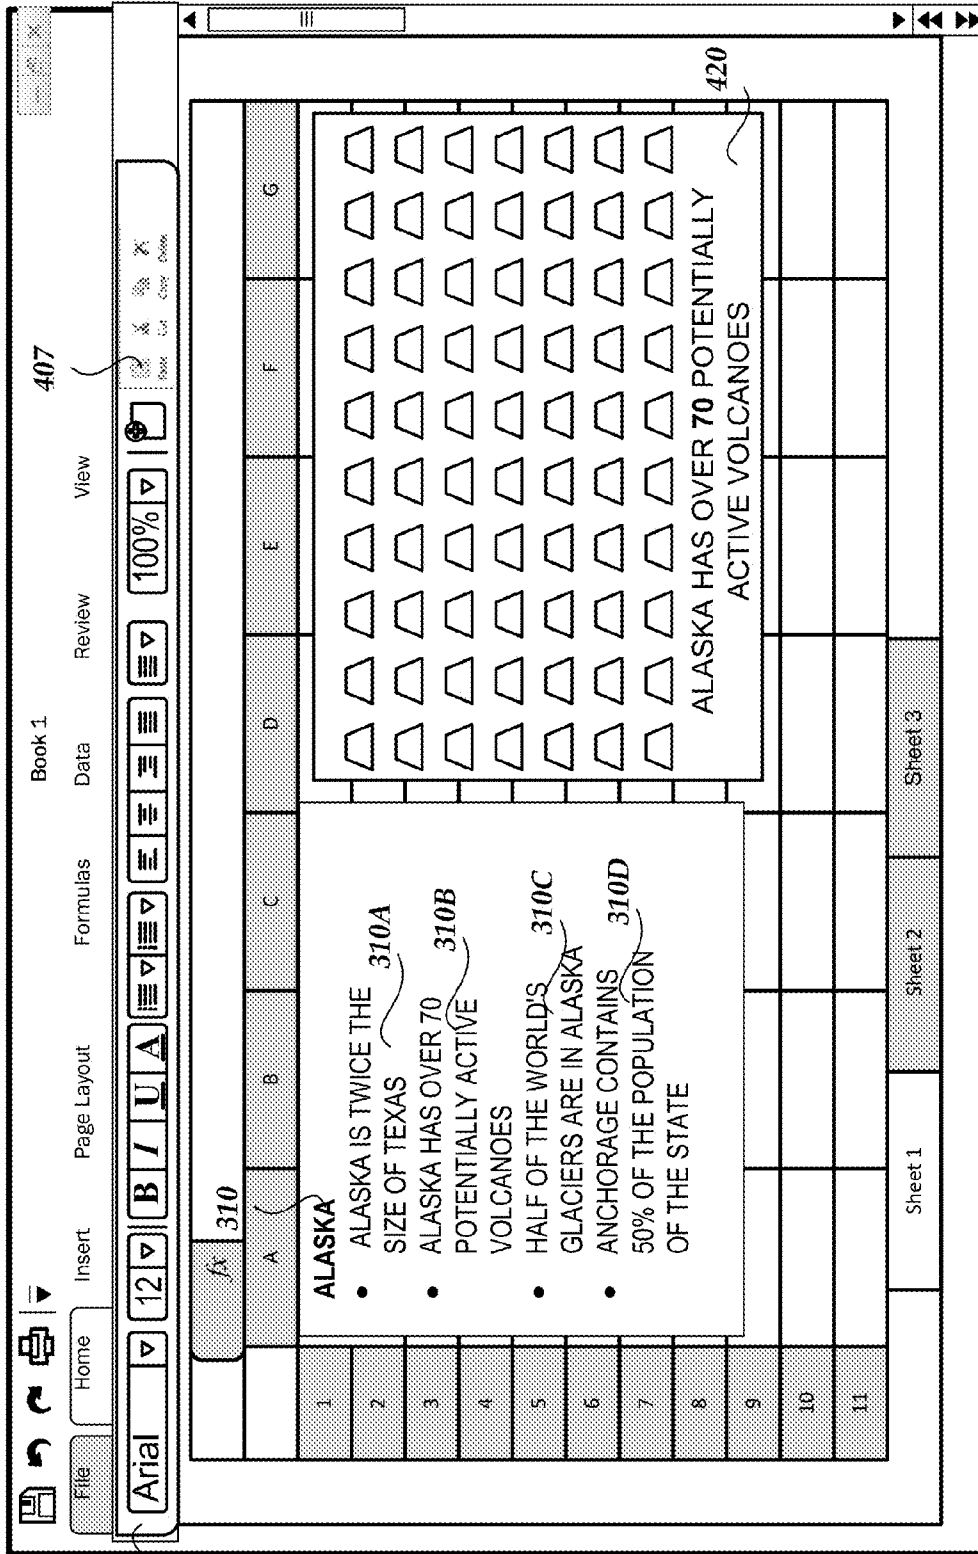 Book 1
407
File Home Insert Page Layout Formulas Data Review View
Arial 12 B I U A 100%
Paste Cut Copy Delete
fx
310
A B C D E F G
1
2
3
4
5
6
7
8
9
10
11
ALASKA
• ALASKA IS TWICE THE
SIZE OF TEXAS
310A
• ALASKA HAS OVER 70
POTENTIALLY ACTIVE
VOLCANOES
310B
• HALF OF THE WORLD'S
GLACIERS ARE IN ALASKA
310C
• ANCHORAGE CONTAINS
50% OF THE POPULATION
OF THE STATE
310D
ALASKA HAS OVER 70 POTENTIALLY
ACTIVE VOLCANOES
420
Sheet 1 Sheet 2 Sheet 3